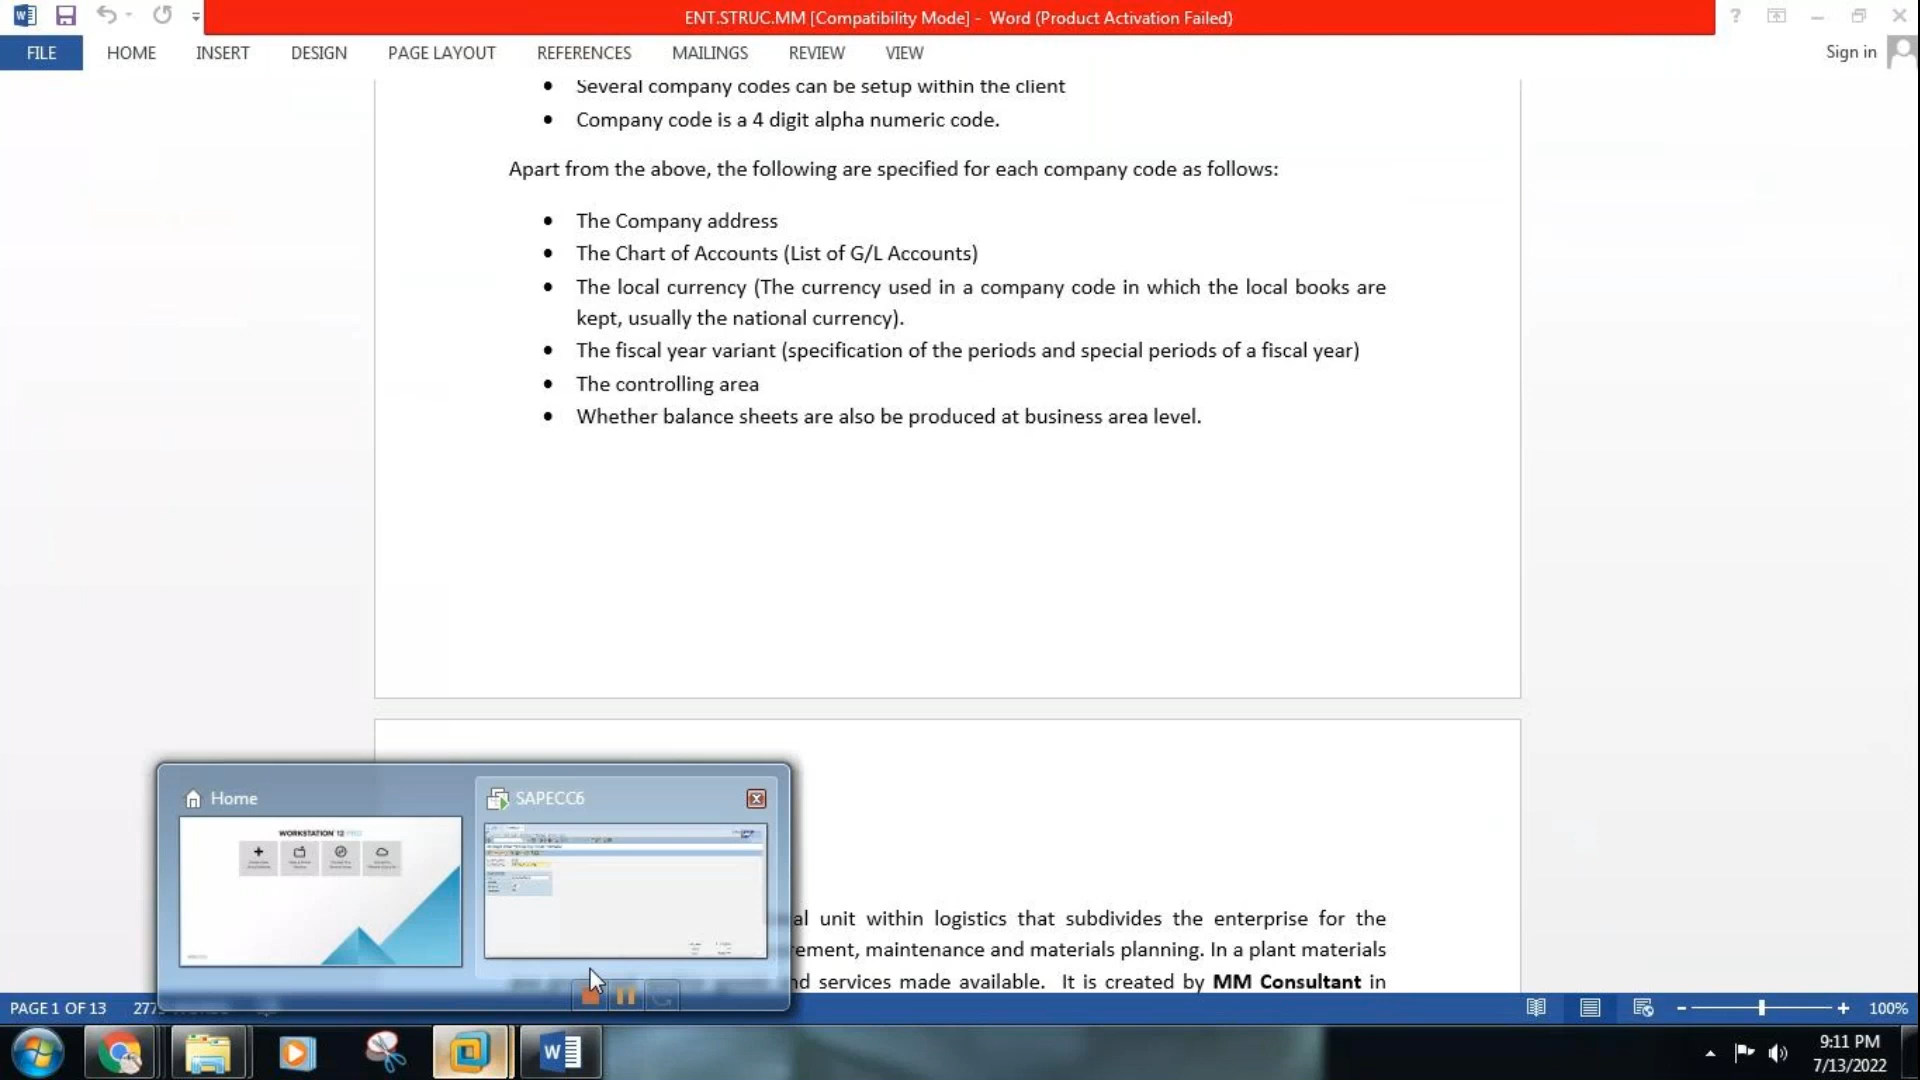 ENT.STRUC.MM [Compatibility Mode] - Word (Product Activation Failed)
?
FILE HOME INSERT DESIGN PAGE LAYOUT REFERENCES MAILINGS REVIEW VIEW Sign in
• Several company codes can be setup within the client
• Company code is a 4 digit alpha numeric code.
Apart from the above, the following are specified for each company code as follows:
• The Company address
• The Chart of Accounts (List of G/L Accounts)
• The local currency (The currency used in a company code in which the local books are
kept, usually the national currency).
• The fiscal year variant (specification of the periods and special periods of a fiscal year)
• The controlling area
• Whether balance sheets are also be produced at business area level.
Home SAPECC6
WORKSTATION 12
al unit within logistics that subdivides the enterprise for the
rement, maintenance and materials planning. In a plant materials
nd services made available. It is created by MM Consultant in
PAGE 1 OF 13 100%
9:11 PM
7/13/2022